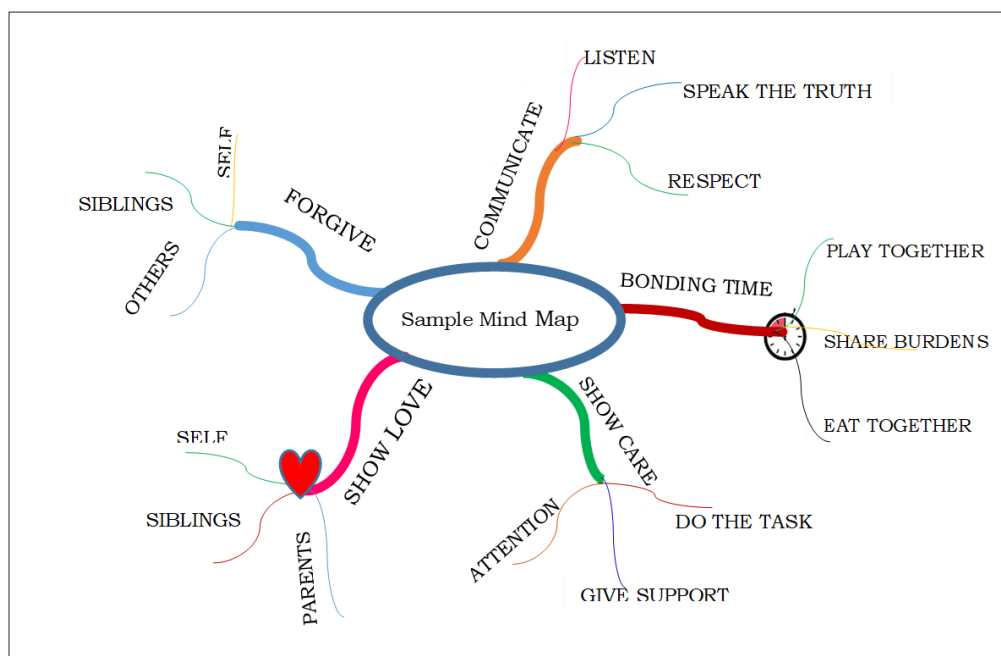 LISTEN
SPEAK THE TRUTH
RESPECT
COMMUNICATE
SELF
SIBLINGS
OTHERS
FORGIVE
BONDING TIME
PLAY TOGETHER
SHARE BURDENS
EAT TOGETHER
Sample Mind Map
SHOW LOVE
SELF
SIBLINGS
PARENTS
SHOW CARE
ATTENTION
DO THE TASK
GIVE SUPPORT